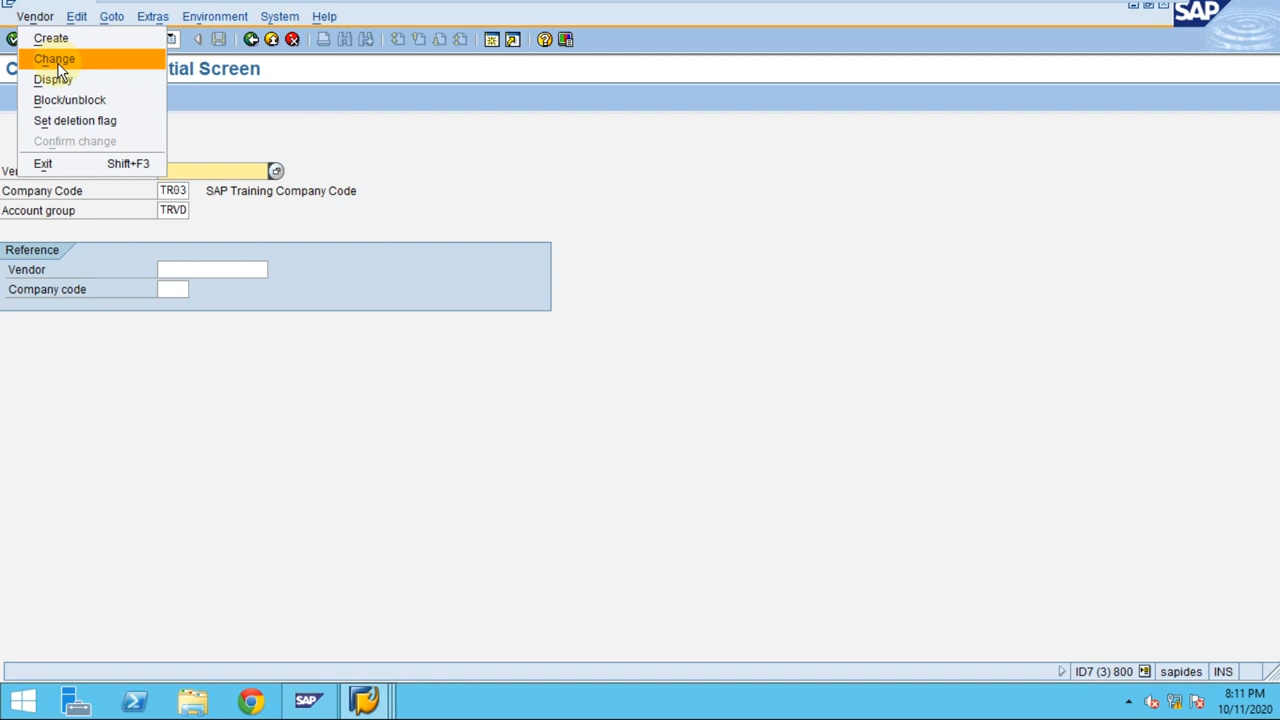 Vendor Edit Goto Extras Environment System Help
SAP
Create
Change
Display
Block/unblock
Set deletion flag
Confirm change
Exit Shift+F3
C tial Screen
Ve
Company Code TR03 SAP Training Company Code
Account group TRVD
Reference
Vendor
Company code
ID7 (3) 800 sapides INS
SAP
8:11 PM
10/11/2020